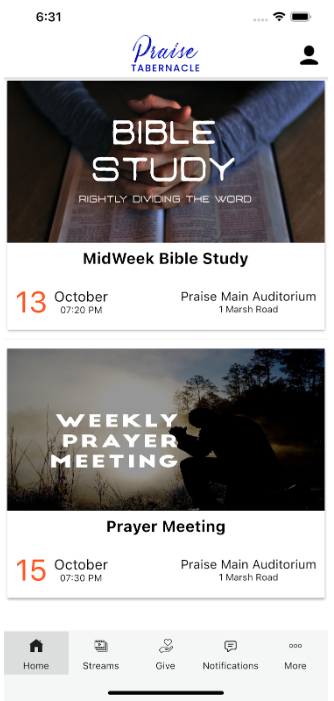 6:31
Praise
TABERNACLE
BIBLE
STUDY
RIGHTLY DIVIDING THE WORD
MidWeek Bible Study
13 October
07:20 PM
Praise Main Auditorium
1 Marsh Road
WEEKLY
PRAYER
MEETING
Prayer Meeting
15 October
07:30 PM
Praise Main Auditorium
1 Marsh Road
Home Streams Give Notifications More